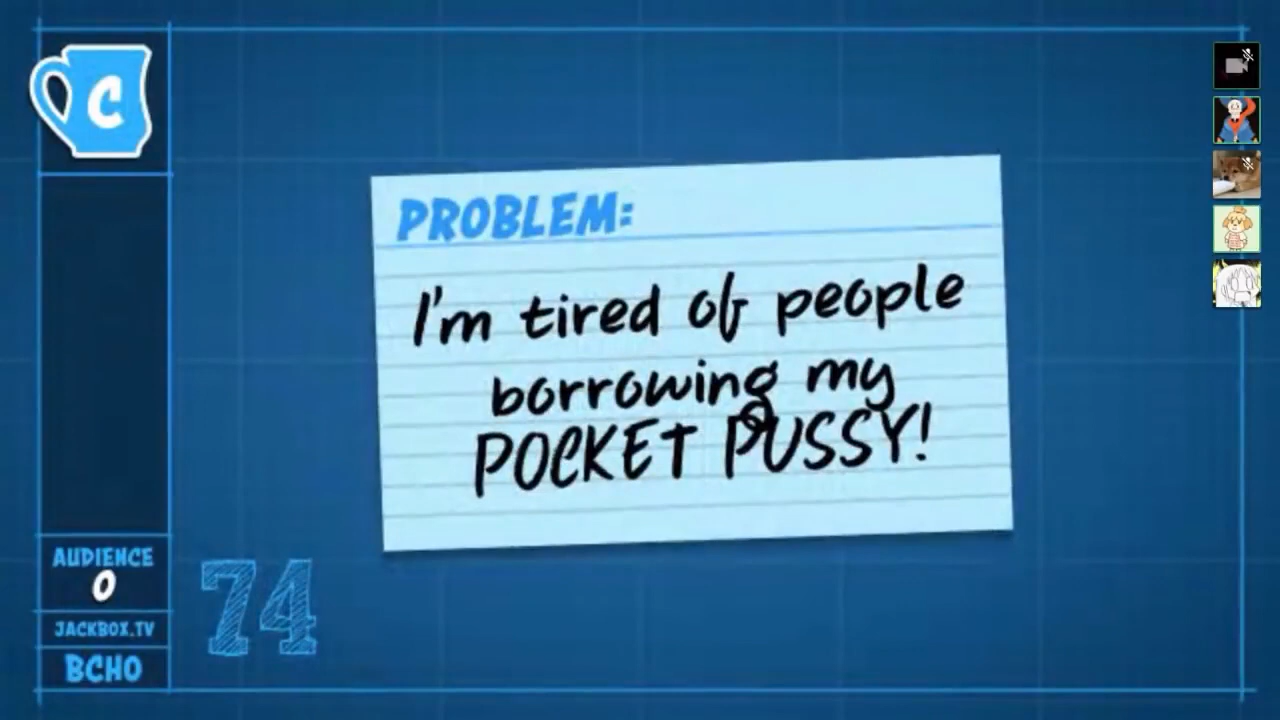 C
PROBLEM:
I'm tired of people
borrowing my
POCKET PUSSY!
AUDIENCE
0
JACKBOX.TV
BCHO
74